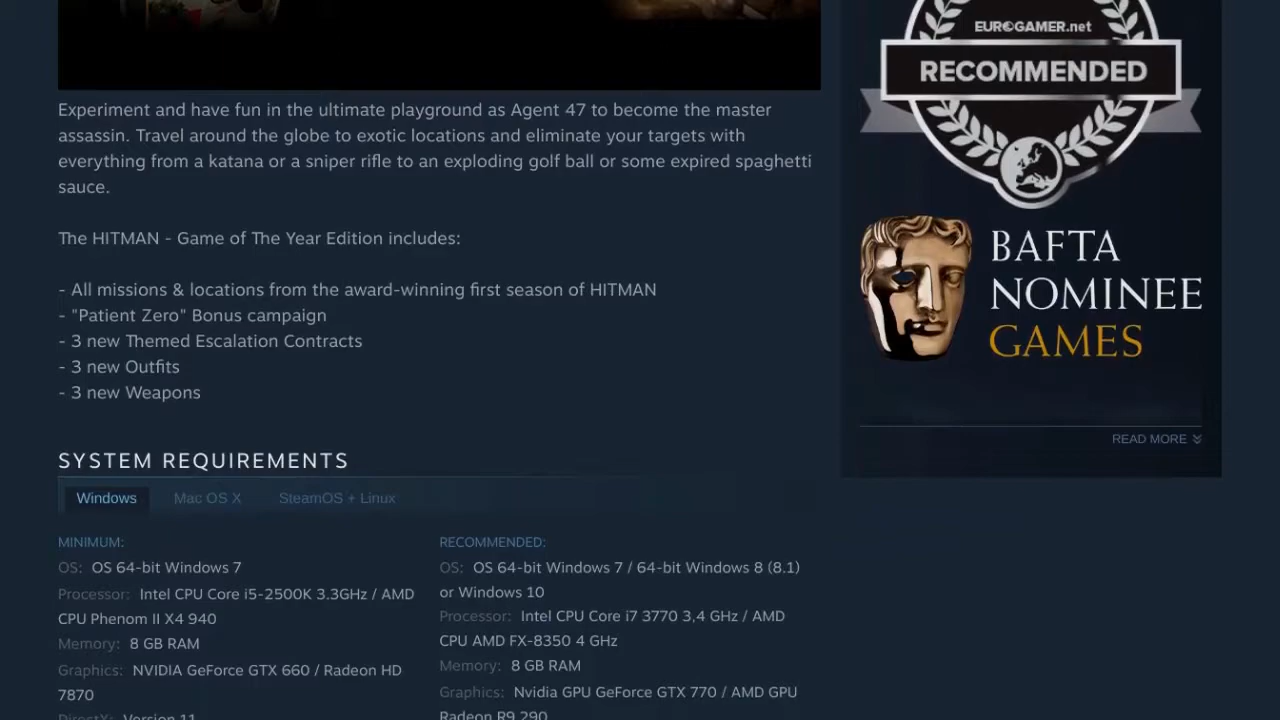 Experiment and have fun in the ultimate playground as Agent 47 to become the master
assassin. Travel around the globe to exotic locations and eliminate your targets with
everything from a katana or a sniper rifle to an exploding golf ball or some expired spaghetti
sauce.
The HITMAN - Game of The Year Edition includes:
- All missions & locations from the award-winning first season of HITMAN
- "Patient Zero" Bonus campaign
- 3 new Themed Escalation Contracts
- 3 new Outfits
- 3 new Weapons
SYSTEM REQUIREMENTS
Windows Mac OS X SteamOS + Linux
MINIMUM:
OS: OS 64-bit Windows 7
Processor: Intel CPU Core i5-2500K 3.3GHz / AMD
CPU Phenom II X4 940
Memory: 8 GB RAM
Graphics: NVIDIA GeForce GTX 660 / Radeon HD
7870
DirectX: Version 11
RECOMMENDED:
OS: OS 64-bit Windows 7 / 64-bit Windows 8 (8.1)
or Windows 10
Processor: Intel CPU Core i7 3770 3,4 GHz / AMD
CPU AMD FX-8350 4 GHz
Memory: 8 GB RAM
Graphics: Nvidia GPU GeForce GTX 770 / AMD GPU
Radeon R9 290
EUROGAMER.net
RECOMMENDED
BAFTA
NOMINEE
GAMES
READ MORE